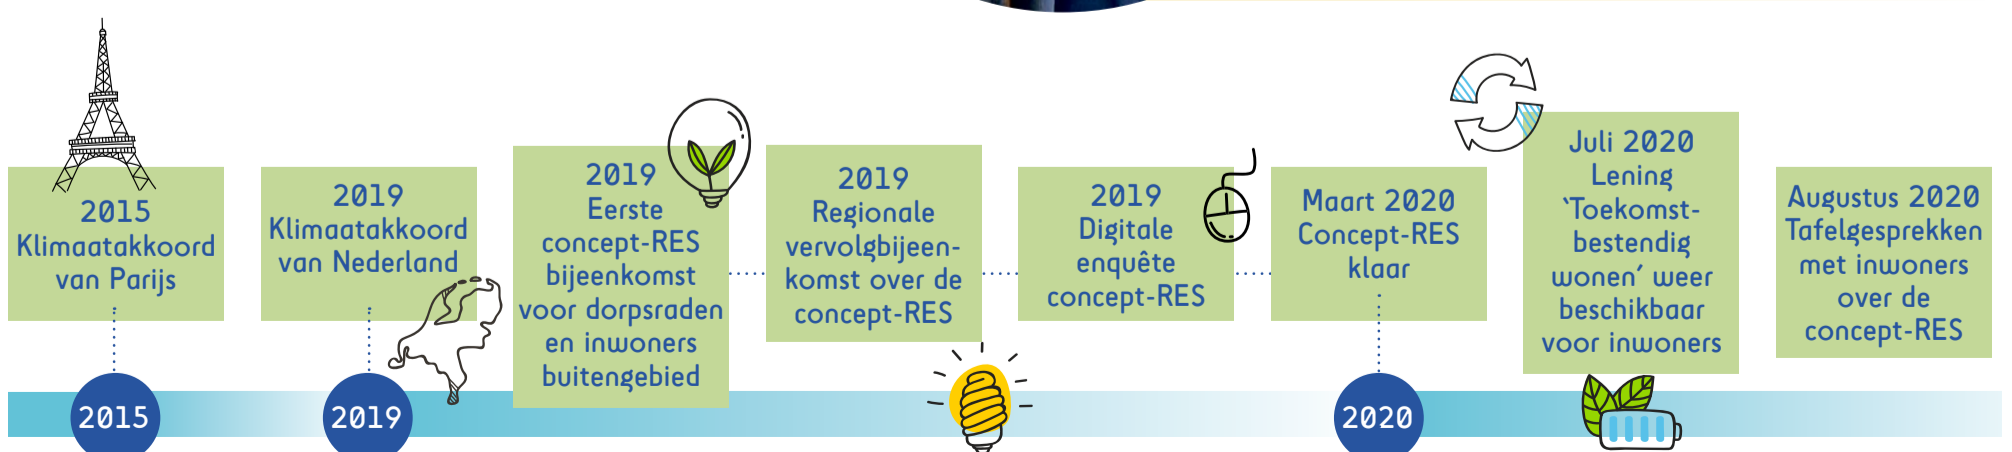 2015
Klimaatakkoord
van Parijs
2019
Klimaatakkoord
van Nederland
2019
Eerste
concept-RES
bijeenkomst
voor dorpsraden
en inwoners
buitengebied
2019
Regionale
vervolgbijeen-
komst over de
concept-RES
2019
Digitale
enquête
concept-RES
Maart 2020
Concept-RES
klaar
Juli 2020
Lening
‘Toekomst-
bestendig
wonen’ weer
beschikbaar
voor inwoners
Augustus 2020
Tafelgesprekken
met inwoners
over de
concept-RES
2015
2019
2020